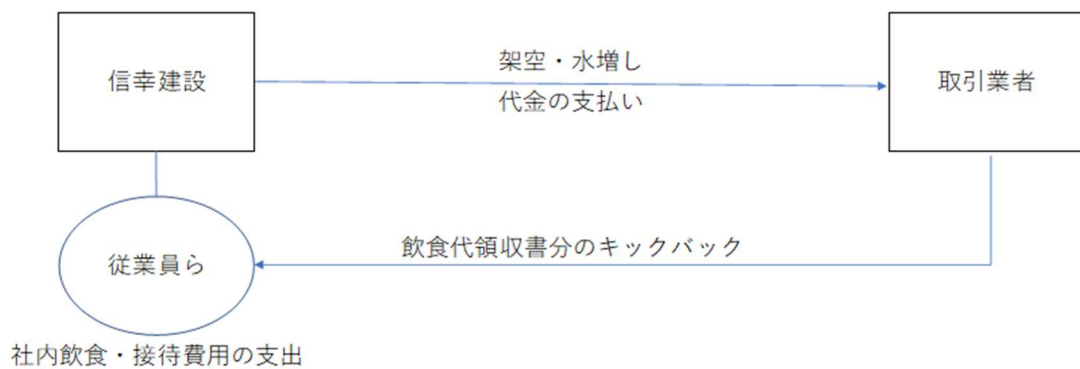 信幸建設
架空・水増し
代金の支払い
取引業者
従業員ら
飲食代領収書分のキックバック
社内飲食・接待費用の支出